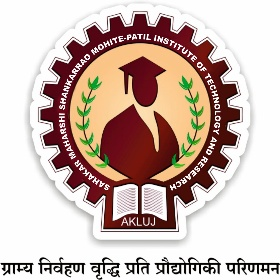 SAHAKAR MAHARSHI SHANKARRAO MOHITE-PATIL INSTITUTE OF TECHNOLOGY AND RESEARCH
AKLUJ
ग्राम्य निर्वहण वृद्धि प्रति प्रौद्योगिकी परिणमन